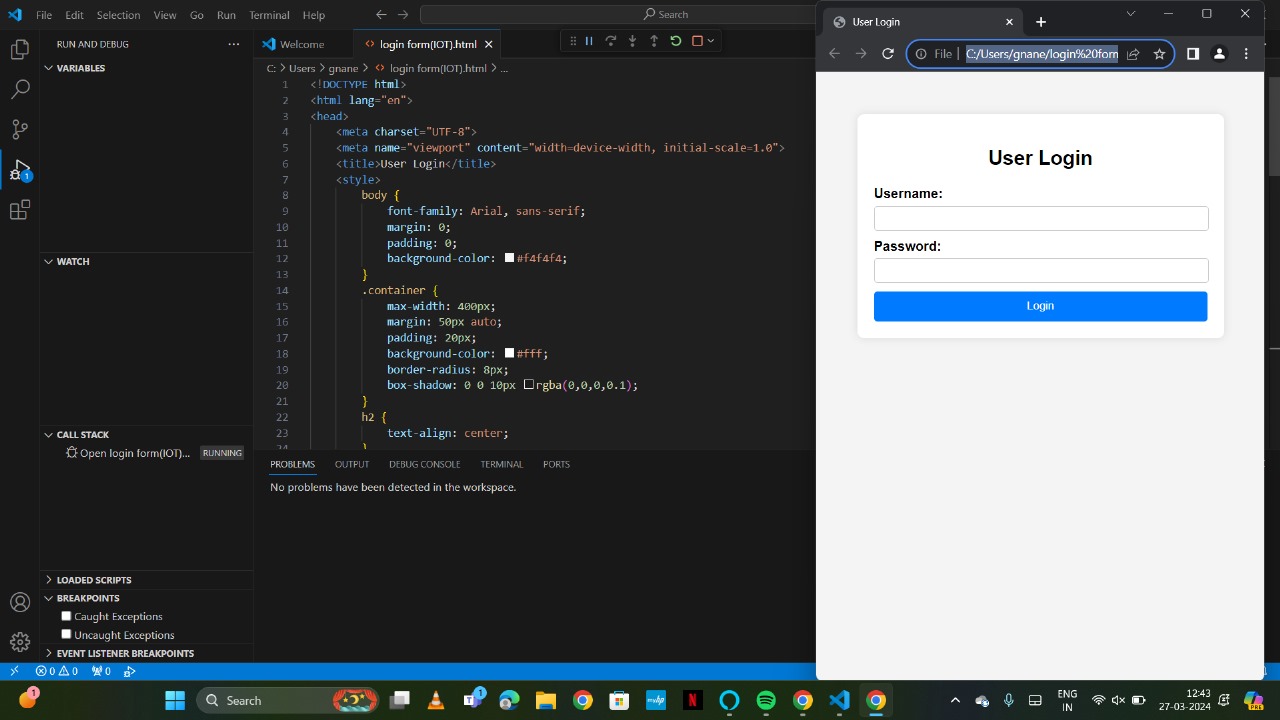 File Edit Selection View Go Run Terminal Help
Search
RUN AND DEBUG
VARIABLES
WATCH
CALL STACK
Open login form(IOT)... RUNNING
LOADED SCRIPTS
BREAKPOINTS
Caught Exceptions
Uncaught Exceptions
EVENT LISTENER BREAKPOINTS
1
Welcome
login form(IOT).html
C: > Users > gnane > login form(IOT).html > ...
1 <!DOCTYPE html>
2 <html lang="en">
3 <head>
4 <meta charset="UTF-8">
5 <meta name="viewport" content="width=device-width, initial-scale=1.0">
6 <title>User Login</title>
7 <style>
8 body {
9 font-family: Arial, sans-serif;
10 margin: 0;
11 padding: 0;
12 background-color: #f4f4f4;
13 }
14 .container {
15 max-width: 400px;
16 margin: 50px auto;
17 padding: 20px;
18 background-color: #fff;
19 border-radius: 8px;
20 box-shadow: 0 0 10px rgba(0,0,0,0.1);
21 }
22 h2 {
23 text-align: center;
24 }
PROBLEMS OUTPUT DEBUG CONSOLE TERMINAL PORTS
No problems have been detected in the workspace.
0 0 0
User Login
File | C:/Users/gnane/login%20form
User Login
Username:
Password:
Login
1
Search
1
myhp
N
ENG
IN
12:43
27-03-2024
PRE